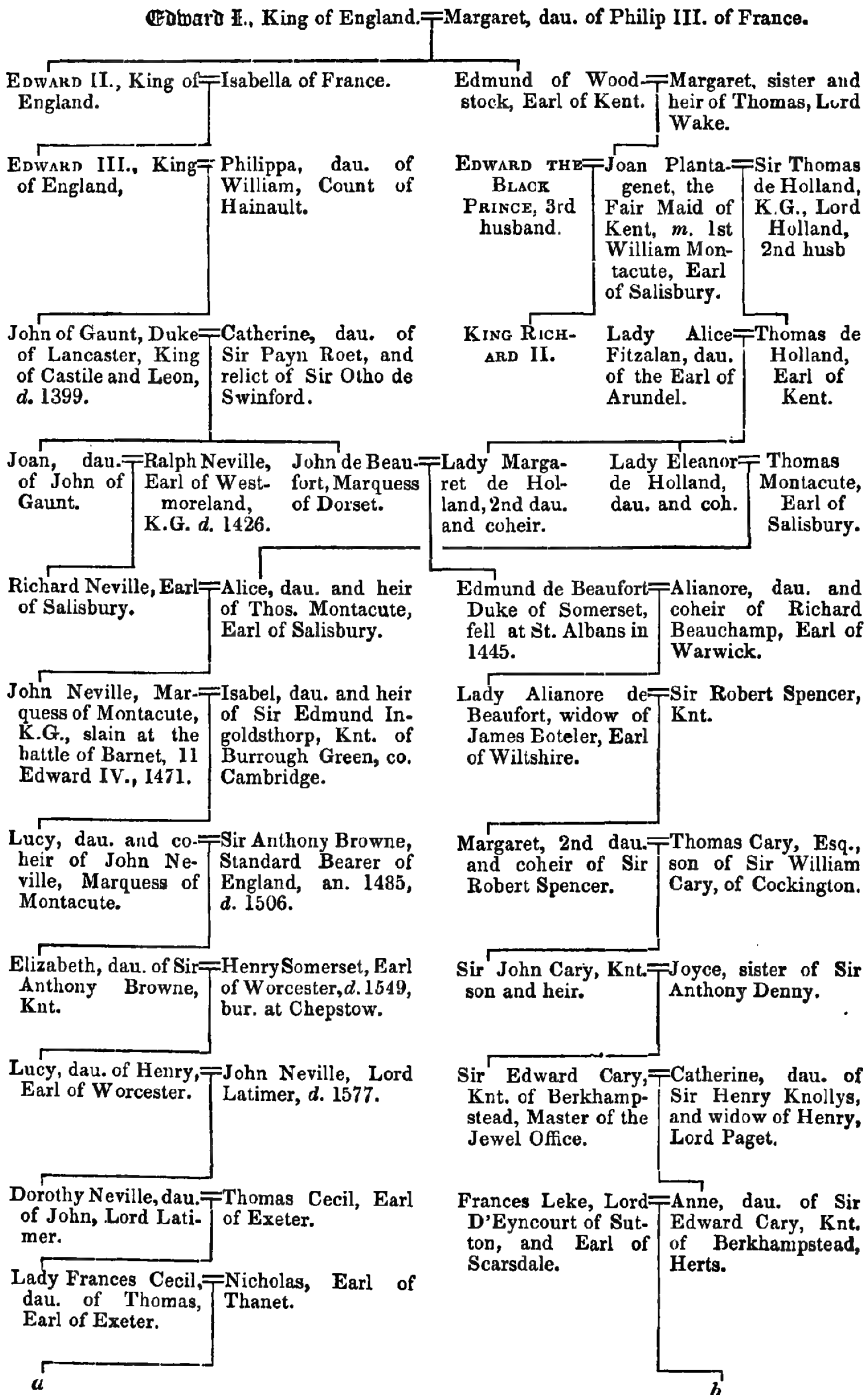 Edward I., King of England.=Margaret, dau. of Philip III. of France.
EDWARD II., King of=Isabella of France.
England.
Edmund of Wood-=Margaret, sister and
stock, Earl of Kent. heir of Thomas, Lord
Wake.
EDWARD III., King=Philippa, dau. of
of England, William, Count of
Hainault.
EDWARD THE=Joan Planta-=Sir Thomas
BLACK genet, the de Holland,
PRINCE, 3rd Fair Maid of K.G., Lord
husband. Kent, m. 1st Holland,
William Mon- 2nd husb
tacute, Earl
of Salisbury.
John of Gaunt, Duke=Catherine, dau. of
of Lancaster, King Sir Payn Roet, and
of Castile and Leon, relict of Sir Otho de
d. 1399. Swinford.
KING RICH- Lady Alice=Thomas de
ARD II. Fitzalan, dau. Holland,
of the Earl of Earl of
Arundel. Kent.
Joan, dau.=Ralph Neville,
of John of Earl of West-
Gaunt. moreland,
K.G. d. 1426.
John de Beau-=Lady Marga-
fort, Marquess ret de Hol-
of Dorset. land, 2nd dau.
and coheir.
Lady Eleanor=Thomas
de Holland, Montacute,
dau. and coh. Earl of
Salisbury.
Richard Neville, Earl=Alice, dau. and heir
of Salisbury. of Thos. Montacute,
Earl of Salisbury.
Edmund de Beaufort=Alianore, dau. and
Duke of Somerset, coheir of Richard
fell at St. Albans in Beauchamp, Earl of
1445. Warwick.
John Neville, Mar-=Isabel, dau. and heir
quess of Montacute, of Sir Edmund In-
K.G., slain at the goldsthorp, Knt. of
battle of Barnet, 11 Burrough Green, co.
Edward IV., 1471. Cambridge.
Lady Alianore de=Sir Robert Spencer,
Beaufort, widow of Knt.
James Boteler, Earl
of Wiltshire.
Lucy, dau. and co-=Sir Anthony Browne,
heir of John Ne- Standard Bearer of
ville, Marquess of England, an. 1485,
Montacute. d. 1506.
Margaret, 2nd dau.=Thomas Cary, Esq.,
and coheir of Sir son of Sir William
Robert Spencer. Cary, of Cockington.
Elizabeth, dau. of Sir=Henry Somerset, Earl
Anthony Browne, of Worcester, d. 1549,
Knt. bur. at Chepstow.
Sir John Cary, Knt.=Joyce, sister of Sir
son and heir. Anthony Denny.
Lucy, dau. of Henry,=John Neville, Lord
Earl of Worcester. Latimer, d. 1577.
Sir Edward Cary,=Catherine, dau. of
Knt. of Berkhamp- Sir Henry Knollys,
stead, Master of the and widow of Henry,
Jewel Office. Lord Paget.
Dorothy Neville, dau.=Thomas Cecil, Earl
of John, Lord Lati- of Exeter.
mer.
Frances Leke, Lord=Anne, dau. of Sir
D'Eyncourt of Sut- Edward Cary, Knt.
ton, and Earl of of Berkhampstead,
Scarsdale. Herts.
Lady Frances Cecil,=Nicholas, Earl of
dau. of Thomas, Thanet.
Earl of Exeter.
a b